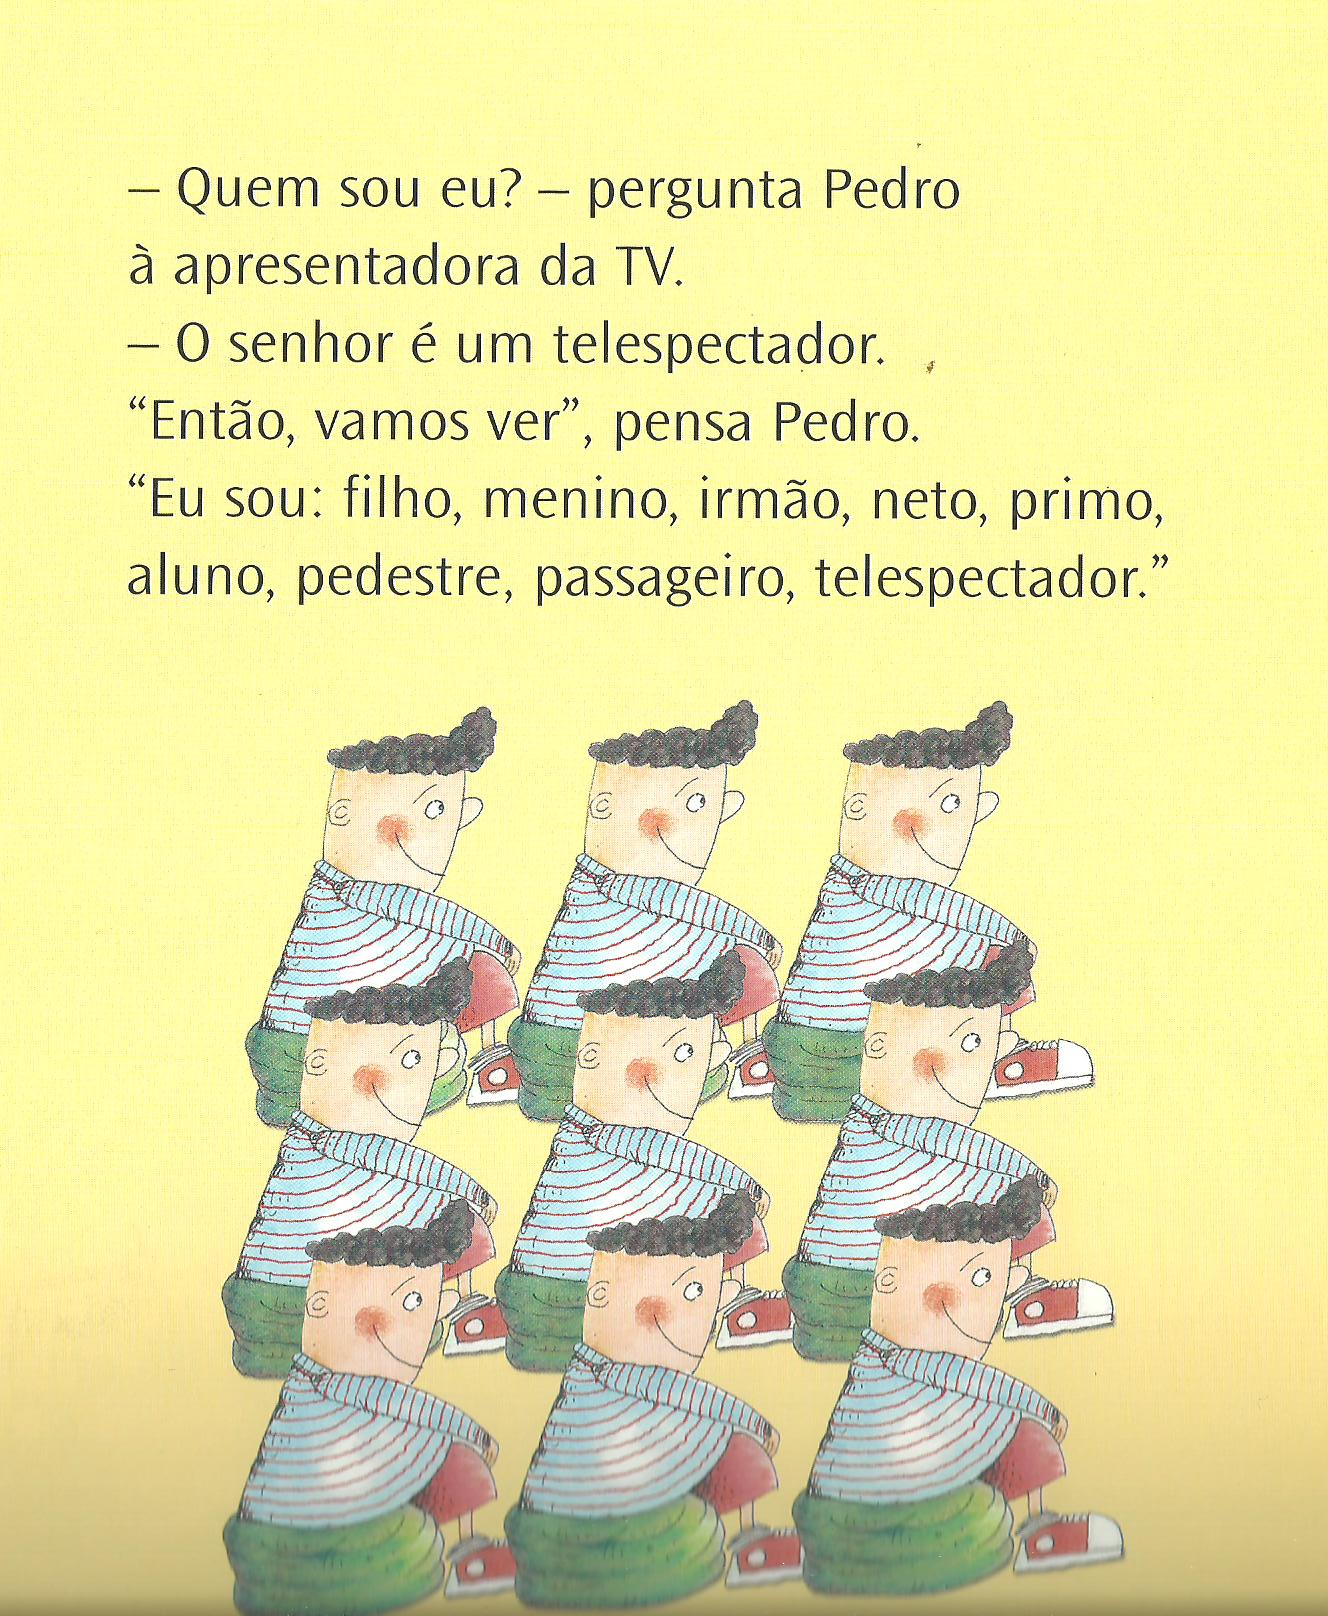 – Quem sou eu? – pergunta Pedro
à apresentadora da TV.
– O senhor é um telespectador.
“Então, vamos ver”, pensa Pedro.
“Eu sou: filho, menino, irmão, neto, primo,
aluno, pedestre, passageiro, telespectador.”